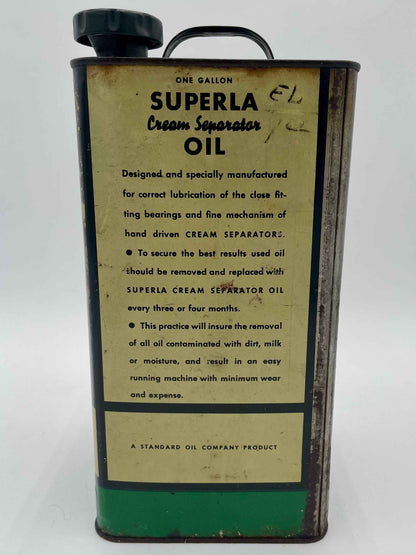 ONE GALLON
SUPERLA
Cream Separator
OIL
Designed and specially manufactured
for correct lubrication of the close fit-
ting bearings and fine mechanism of
hand driven CREAM SEPARATORS.
● To secure the best results used oil
should be removed and replaced with
SUPERLA CREAM SEPARATOR OIL
every three or four months.
● This practice will insure the removal
of all oil contaminated with dirt, milk
or moisture, and result in an easy
running machine with minimum wear
and expense.
A STANDARD OIL COMPANY PRODUCT